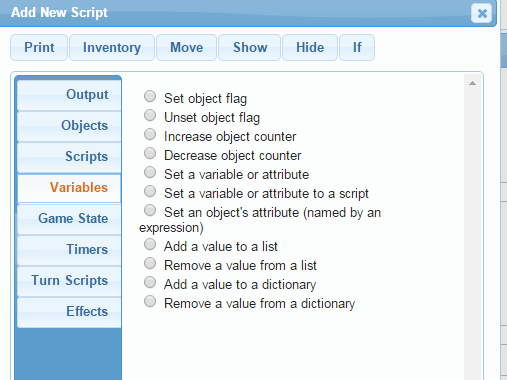 Add New Script
Print Inventory Move Show Hide If
Output
Objects
Scripts
Variables
Game State
Timers
Turn Scripts
Effects
Set object flag
Unset object flag
Increase object counter
Decrease object counter
Set a variable or attribute
Set a variable or attribute to a script
Set an object's attribute (named by an
expression)
Add a value to a list
Remove a value from a list
Add a value to a dictionary
Remove a value from a dictionary